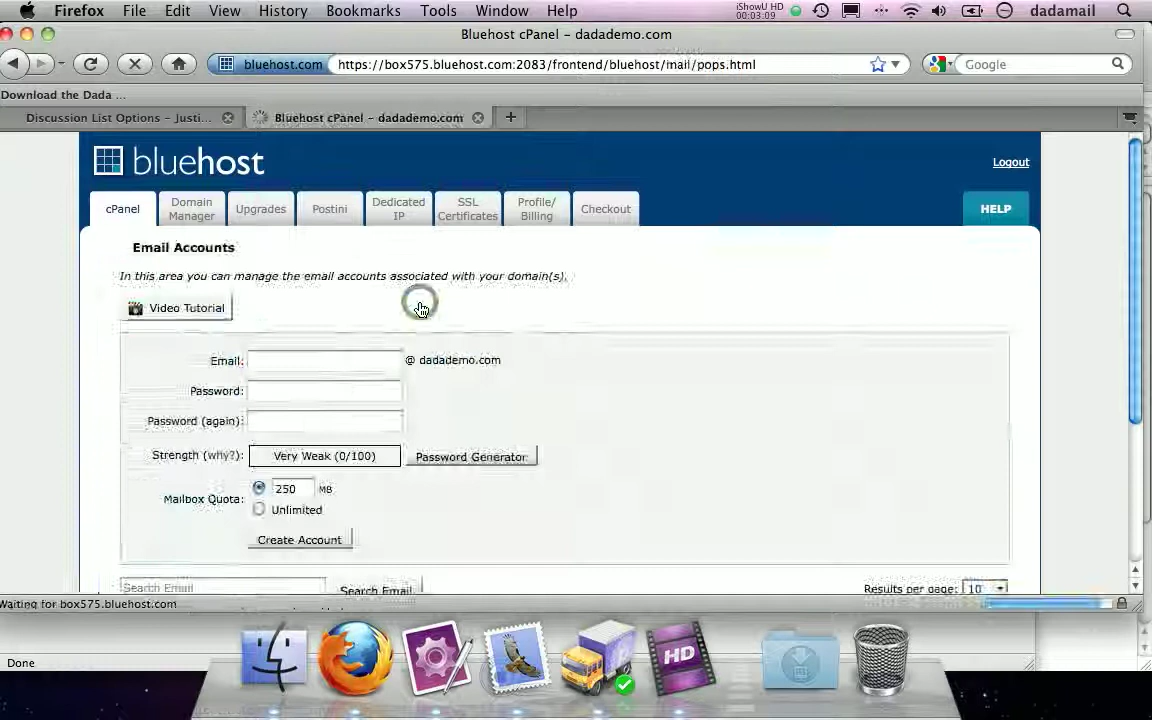 Firefox File Edit View History Bookmarks Tools Window Help iShowU HD 00:03:09 dadamail
Bluehost cPanel – dadademo.com
bluehost.com https://box575.bluehost.com:2083/frontend/bluehost/mail/pops.html Google
Download the Dada ...
Discussion List Options – Justi... Bluehost cPanel – dadademo.com
bluehost
Logout
cPanel Domain Manager Upgrades Postini Dedicated IP SSL Certificates Profile/ Billing Checkout HELP
Email Accounts
In this area you can manage the email accounts associated with your domain(s).
Video Tutorial
Email: @ dadademo.com
Password:
Password (again):
Strength (why?): Very Weak (0/100) Password Generator
Mailbox Quota: 250 MB
Unlimited
Create Account
Search Email Search Email Results per page: 10
Waiting for box575.bluehost.com
HD
Done